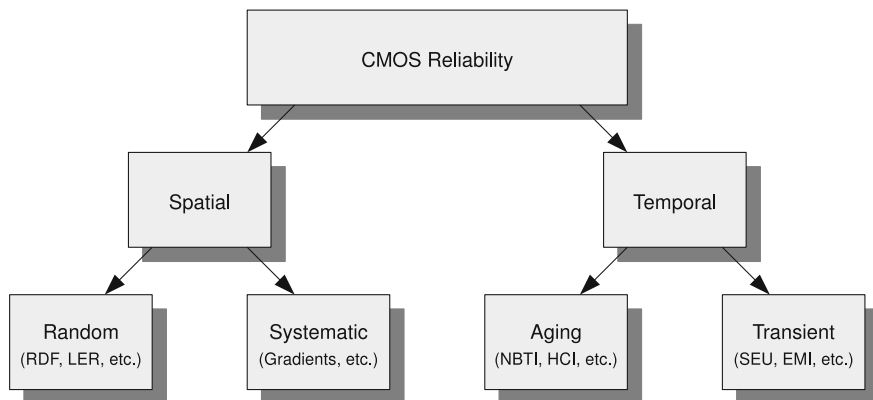 CMOS Reliability
Spatial
Temporal
Random
(RDF, LER, etc.)
Systematic
(Gradients, etc.)
Aging
(NBTI, HCI, etc.)
Transient
(SEU, EMI, etc.)